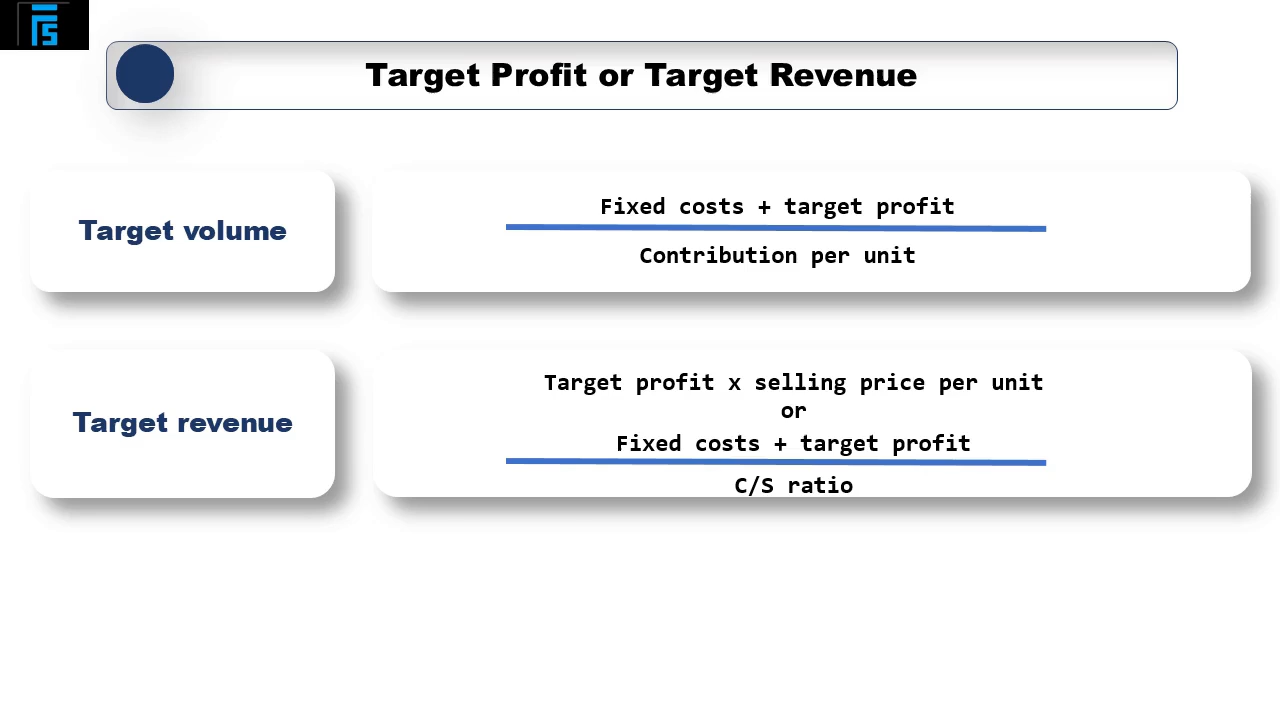 Target Profit or Target Revenue
Target volume
Fixed costs + target profit
Contribution per unit
Target revenue
Target profit x selling price per unit
or
Fixed costs + target profit
C/S ratio